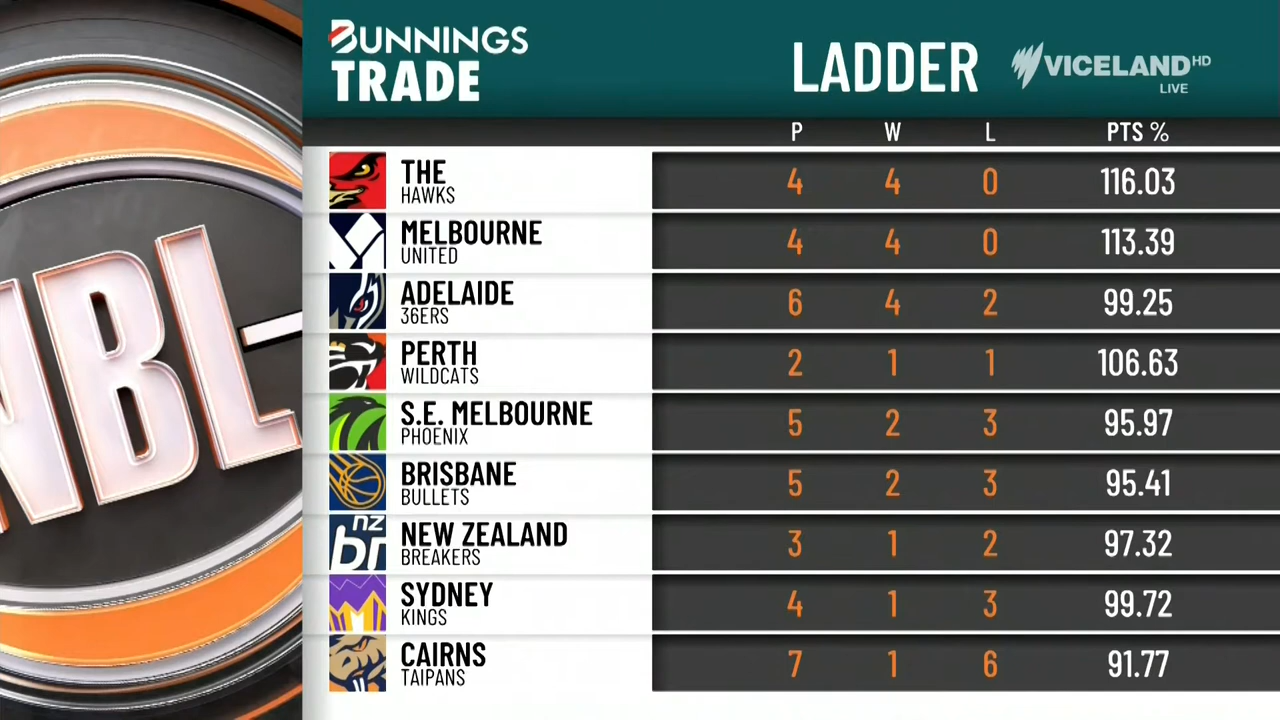 BUNNINGS
TRADE
LADDER
VICELAND HD
LIVE
P W L PTS %
THE
HAWKS
4 4 0 116.03
MELBOURNE
UNITED
4 4 0 113.39
ADELAIDE
36ERS
6 4 2 99.25
PERTH
WILDCATS
2 1 1 106.63
S.E. MELBOURNE
PHOENIX
5 2 3 95.97
BRISBANE
BULLETS
5 2 3 95.41
nz
br
NEW ZEALAND
BREAKERS
3 1 2 97.32
SYDNEY
KINGS
4 1 3 99.72
CAIRNS
TAIPANS
7 1 6 91.77
NBL